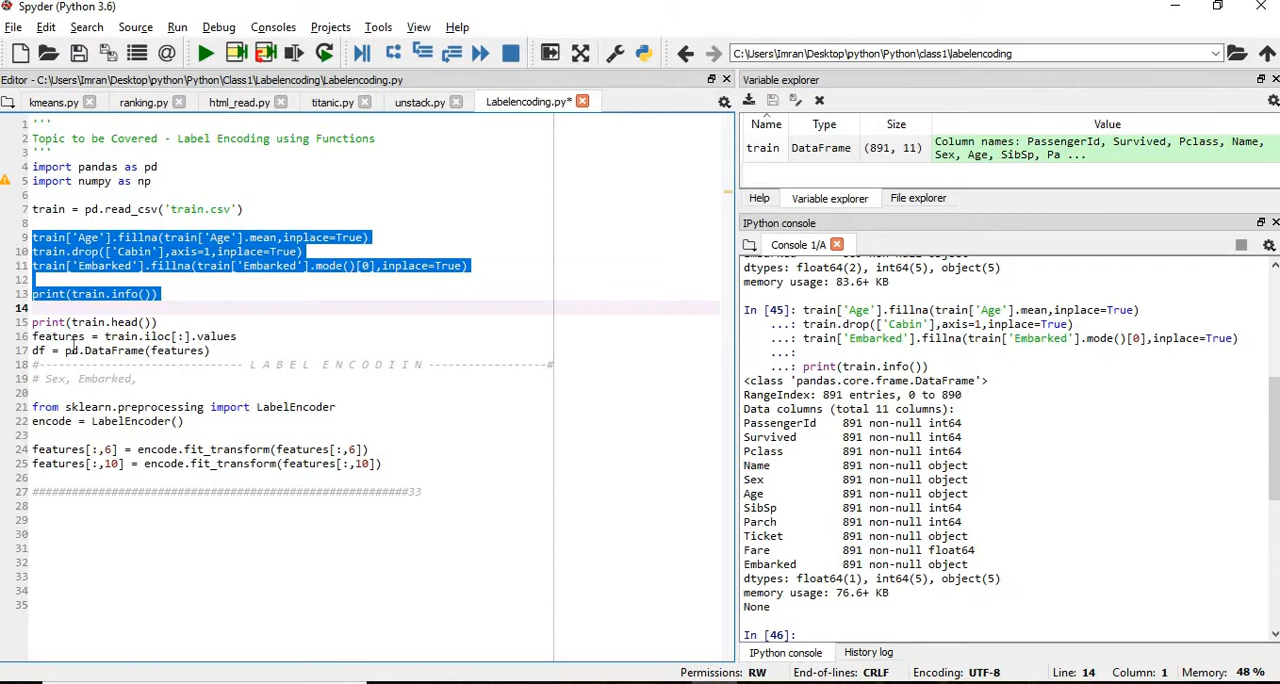 Spyder (Python 3.6)
File Edit Search Source Run Debug Consoles Projects Tools View Help
C:\Users\Imran\Desktop\python\Python\class1\labelencoding
Editor - C:\Users\Imran\Desktop\python\Python\Class1\Labelencoding\Labelencoding.py
kmeans.py ranking.py html_read.py titanic.py unstack.py Labelencoding.py*
1 '''
2 Topic to be Covered - Label Encoding using Functions
3 '''
4 import pandas as pd
5 import numpy as np
6
7 train = pd.read_csv('train.csv')
8
9 train['Age'].fillna(train['Age'].mean,inplace=True)
10 train.drop(['Cabin'],axis=1,inplace=True)
11 train['Embarked'].fillna(train['Embarked'].mode()[0],inplace=True)
12
13 print(train.info())
14
15 print(train.head())
16 features = train.iloc[:].values
17 df = pd.DataFrame(features)
18 #------------------------------- L A B E L   E N C O D I I N ------------------#
19 # Sex, Embarked,
20
21 from sklearn.preprocessing import LabelEncoder
22 encode = LabelEncoder()
23
24 features[:,6] = encode.fit_transform(features[:,6])
25 features[:,10] = encode.fit_transform(features[:,10])
26
27 #########################################################33
28
29
30
31
32
33
34
35
Variable explorer
Name Type Size Value
train DataFrame (891, 11) Column names: PassengerId, Survived, Pclass, Name,
Sex, Age, SibSp, Pa ...
Help Variable explorer File explorer
IPython console
Console 1/A
dtypes: float64(2), int64(5), object(5)
memory usage: 83.6+ KB
In [45]: train['Age'].fillna(train['Age'].mean,inplace=True)
...: train.drop(['Cabin'],axis=1,inplace=True)
...: train['Embarked'].fillna(train['Embarked'].mode()[0],inplace=True)
...:
...: print(train.info())
<class 'pandas.core.frame.DataFrame'>
RangeIndex: 891 entries, 0 to 890
Data columns (total 11 columns):
PassengerId 891 non-null int64
Survived 891 non-null int64
Pclass 891 non-null int64
Name 891 non-null object
Sex 891 non-null object
Age 891 non-null object
SibSp 891 non-null int64
Parch 891 non-null int64
Ticket 891 non-null object
Fare 891 non-null float64
Embarked 891 non-null object
dtypes: float64(1), int64(5), object(5)
memory usage: 76.6+ KB
None
In [46]:
IPython console History log
Permissions: RW End-of-lines: CRLF Encoding: UTF-8 Line: 14 Column: 1 Memory: 48 %